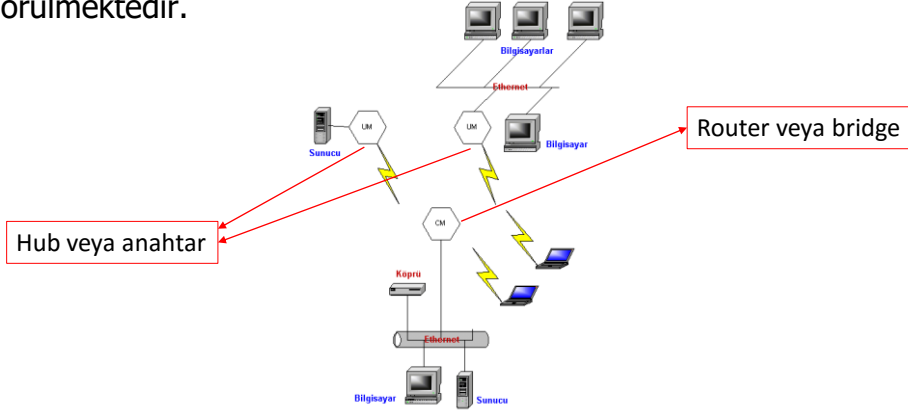 örülmektedir.
Bilgisayarlar
Ethernet
UM
UM
Sunucu
Bilgisayar
Router veya bridge
CM
Hub veya anahtar
Köprü
Ethernet
Bilgisayar
Sunucu